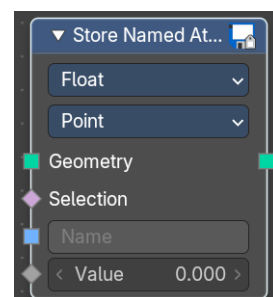 Store Named At...
Float
Point
Geometry
Selection
Name
Value 0.000